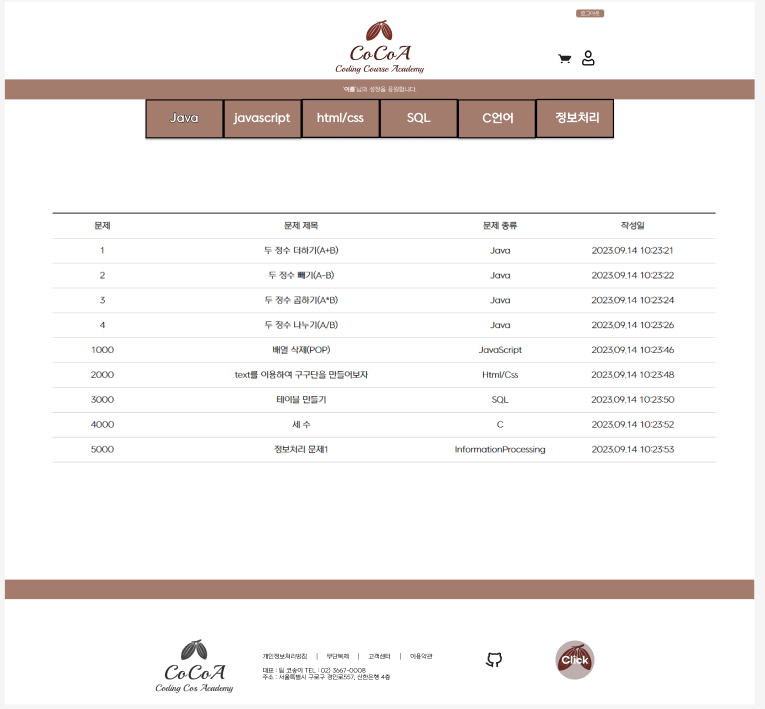 로그아웃
CoCoA
Coding Course Academy
'이름'님의 성장을 응원합니다.
Java javascript html/css SQL C언어 정보처리
문제 문제 제목 문제 종류 작성일
1 두 정수 더하기(A+B) Java 2023.09.14 10:23:21
2 두 정수 빼기(A-B) Java 2023.09.14 10:23:22
3 두 정수 곱하기(A*B) Java 2023.09.14 10:23:24
4 두 정수 나누기(A/B) Java 2023.09.14 10:23:26
1000 배열 삭제(POP) JavaScript 2023.09.14 10:23:46
2000 text를 이용하여 구구단을 만들어보자 Html/Css 2023.09.14 10:23:48
3000 테이블 만들기 SQL 2023.09.14 10:23:50
4000 세 수 C 2023.09.14 10:23:52
5000 정보처리 문제1 InformationProcessing 2023.09.14 10:23:53
CoCoA
Coding Cos Academy
개인정보처리방침 | 무단복제 | 고객센터 | 이용약관
대표 : 팀 코송이 TEL : 02) 3667-0008
주소 : 서울특별시 구로구 경인로557, 신한은행 4층
Click